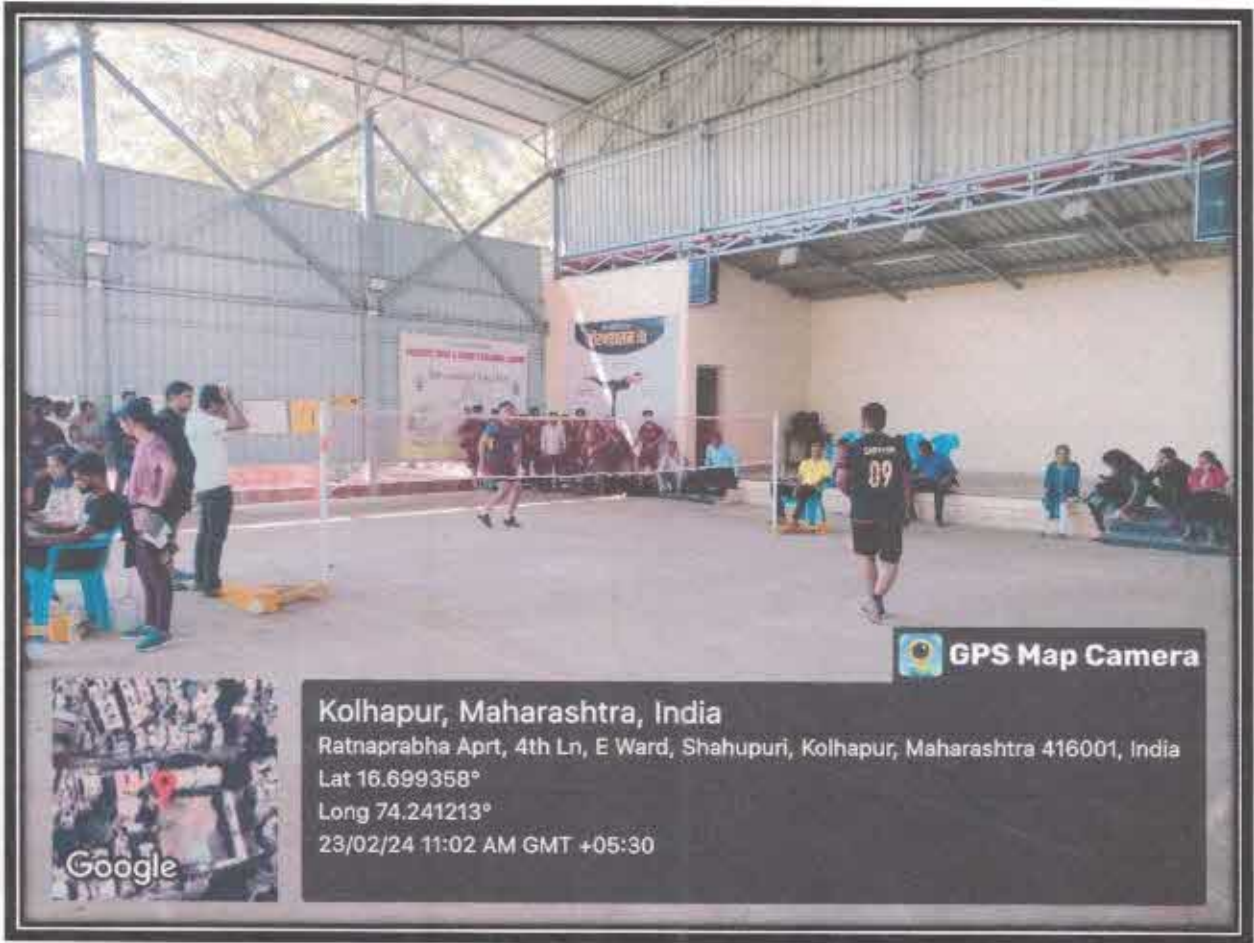 09
GPS Map Camera
Kolhapur, Maharashtra, India
Ratnaprabha Aprt, 4th Ln, E Ward, Shahupuri, Kolhapur, Maharashtra 416001, India
Lat 16.699358°
Long 74.241213°
23/02/24 11:02 AM GMT +05:30
Google